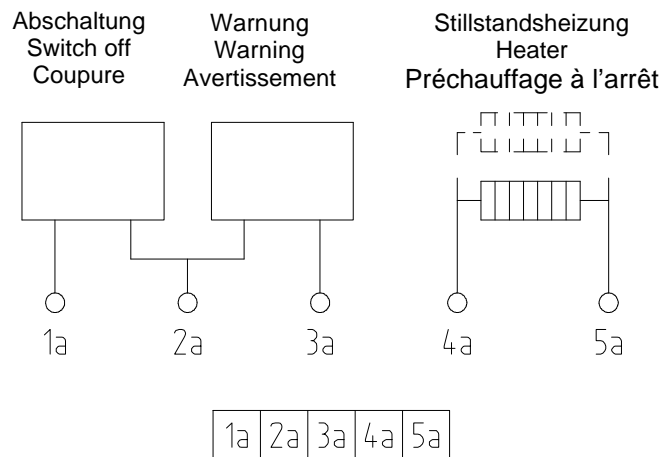 Abschaltung
Switch off
Coupure
Warnung
Warning
Avertissement
Stillstandsheizung
Heater
Préchauffage à l'arrêt
1a 2a 3a 4a 5a
1a 2a 3a 4a 5a